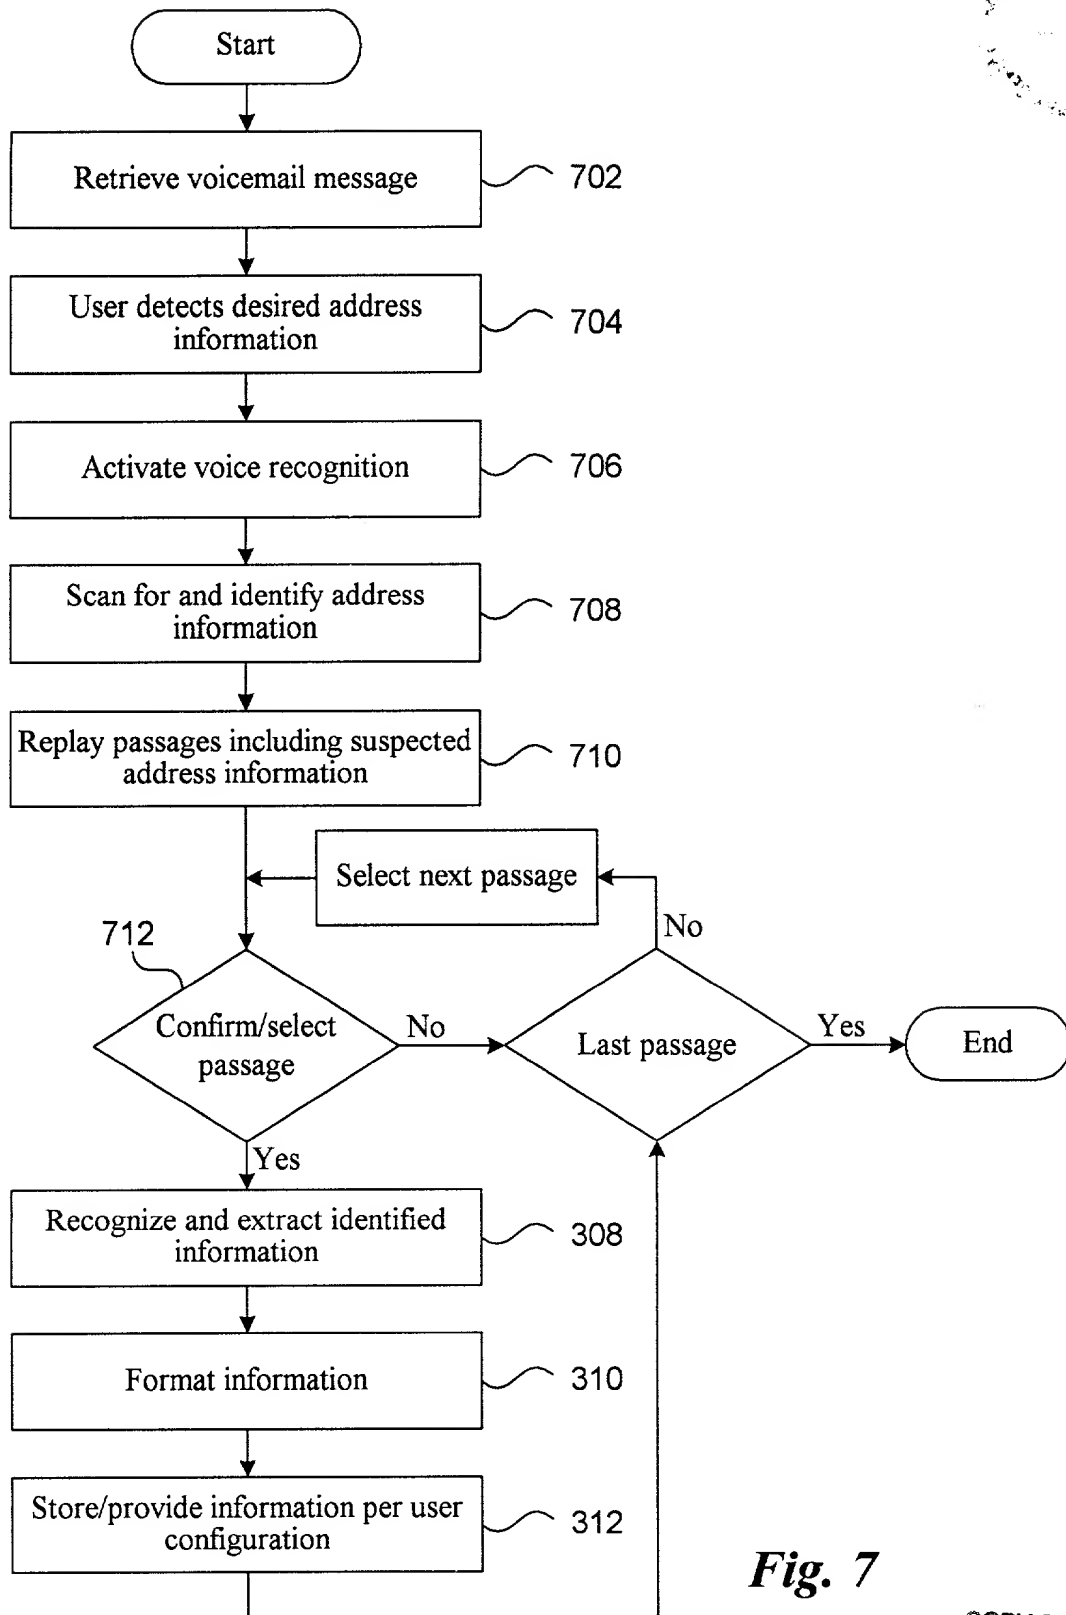 Start
Retrieve voicemail message
702
User detects desired address
information
704
Activate voice recognition
706
Scan for and identify address
information
708
Replay passages including suspected
address information
710
Select next passage
No
712
Confirm/select
passage
No
Last passage
Yes
End
Yes
Recognize and extract identified
information
308
Format information
310
Store/provide information per user
configuration
312
Fig. 7